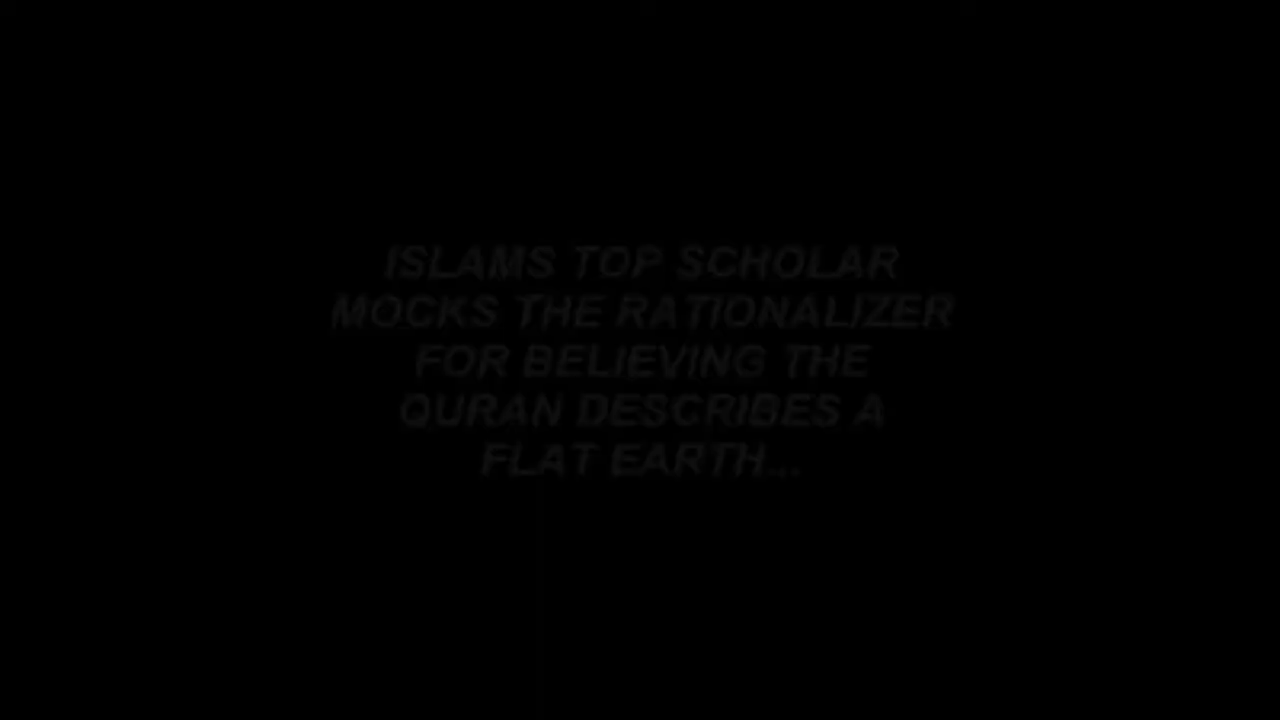 ISLAMS TOP SCHOLAR
MOCKS THE RATIONALIZER
FOR BELIEVING THE
QURAN DESCRIBES A
FLAT EARTH...